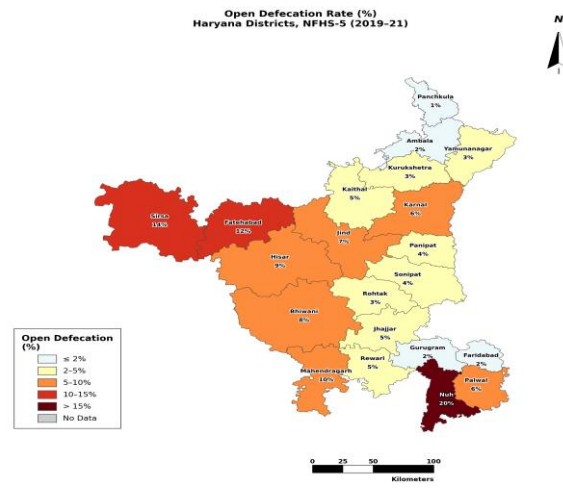 Open Defecation Rate (%)
Haryana Districts, NFHS-5 (2019–21)
N
Panchkula
1%
Ambala
2%
Yamunanagar
3%
Kurukshetra
3%
Kaithal
5%
Karnal
6%
Sirsa
14%
Fatehabad
12%
Jind
7%
Panipat
4%
Hisar
9%
Sonipat
4%
Rohtak
3%
Bhiwani
8%
Jhajjar
5%
Gurugram
2%
Faridabad
2%
Rewari
5%
Mahendragarh
10%
Palwal
6%
Nuh
20%
Open Defecation
(%)
≤ 2%
2–5%
5–10%
10–15%
> 15%
No Data
0 25 50 100
Kilometers